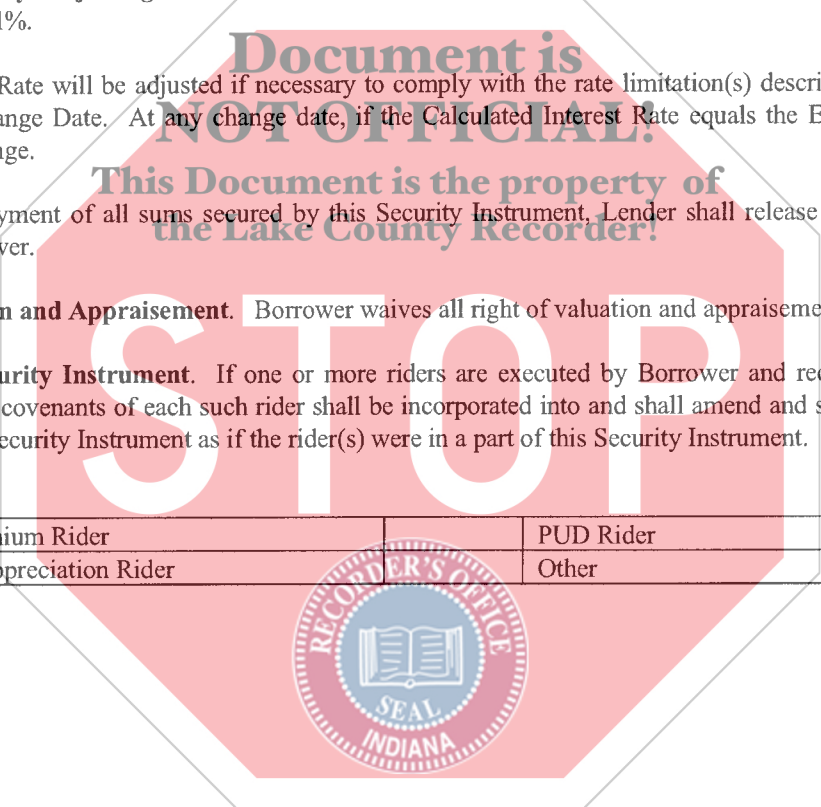 1%.
Document is
Rate will be adjusted if necessary to comply with the rate limitation(s) descri
ange Date. At any change date, if the Calculated Interest Rate equals the E
NOT OFFICIAL!
nge.
This Document is the property of
yment of all sums secured by this Security Instrument, Lender shall release
the Lake County Recorder!
ver.
n and Appraisement. Borrower waives all right of valuation and appraiseme
STOP
urity Instrument. If one or more riders are executed by Borrower and rec
covenants of each such rider shall be incorporated into and shall amend and s
ecurity Instrument as if the rider(s) were in a part of this Security Instrument.
nium Rider PUD Rider
preciation Rider Other
RECORDER'S OFFICE
SEAL
INDIANA